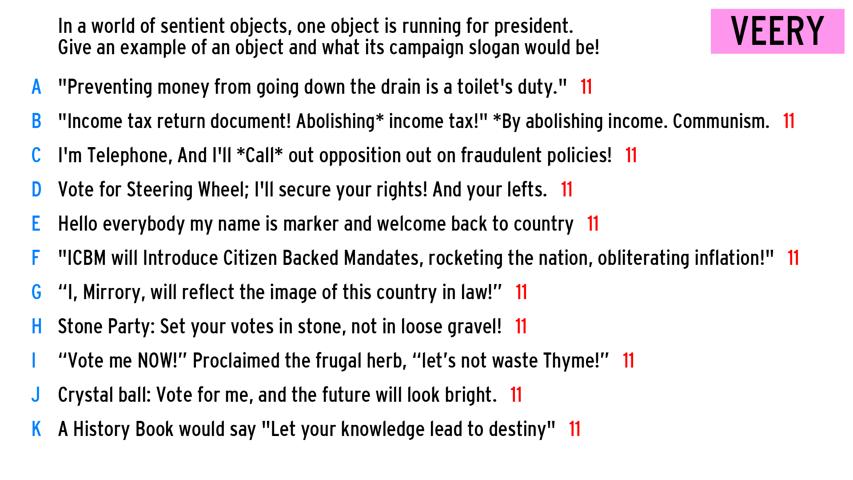 In a world of sentient objects, one object is running for president.
Give an example of an object and what its campaign slogan would be!
VEERY
A "Preventing money from going down the drain is a toilet's duty." 11
B "Income tax return document! Abolishing* income tax!" *By abolishing income. Communism. 11
C I'm Telephone, And I'll *Call* out opposition out on fraudulent policies! 11
D Vote for Steering Wheel; I'll secure your rights! And your lefts. 11
E Hello everybody my name is marker and welcome back to country 11
F "ICBM will Introduce Citizen Backed Mandates, rocketing the nation, obliterating inflation!" 11
G “I, Mirrory, will reflect the image of this country in law!” 11
H Stone Party: Set your votes in stone, not in loose gravel! 11
I “Vote me NOW!” Proclaimed the frugal herb, “let’s not waste Thyme!” 11
J Crystal ball: Vote for me, and the future will look bright. 11
K A History Book would say "Let your knowledge lead to destiny" 11